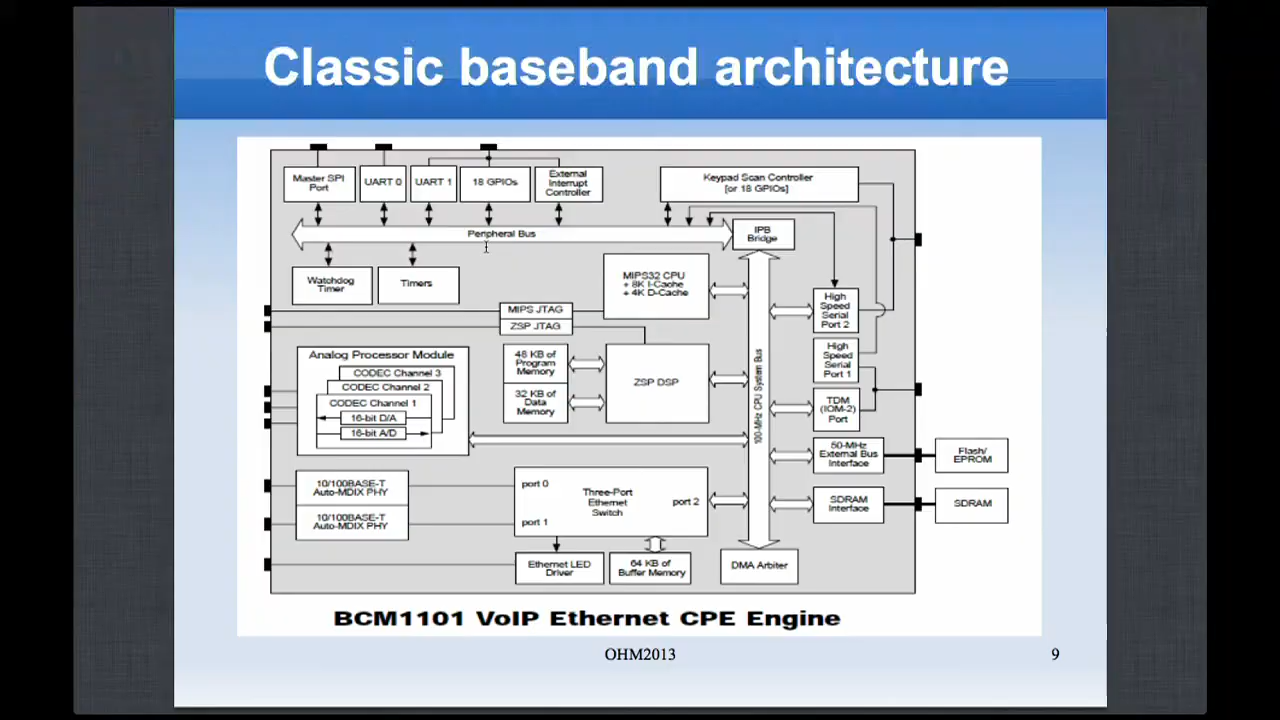 Classic baseband architecture
Master SPI
Port
UART 0
UART 1
18 GPIOs
External
Interrupt
Controller
Keypad Scan Controller
[or 18 GPIOs]
Peripheral Bus
IPB
Bridge
Watchdog
Timer
Timers
MIPS32 CPU
+ 8K I-Cache
+ 4K D-Cache
High
Speed
Serial
Port 2
MIPS JTAG
ZSP JTAG
Analog Processor Module
CODEC Channel 3
CODEC Channel 2
CODEC Channel 1
16-bit D/A
16-bit A/D
48 KB of
Program
Memory
32 KB of
Data
Memory
ZSP DSP
100-MHz CPU System Bus
High
Speed
Serial
Port 1
TDM
(IOM-2)
Port
50-MHz
External Bus
Interface
Flash/
EPROM
SDRAM
Interface
SDRAM
10/100BASE-T
Auto-MDIX PHY
10/100BASE-T
Auto-MDIX PHY
port 0
Three-Port
Ethernet
Switch
port 2
port 1
Ethernet LED
Driver
64 KB of
Buffer Memory
DMA Arbiter
BCM1101 VoIP Ethernet CPE Engine
OHM2013
9